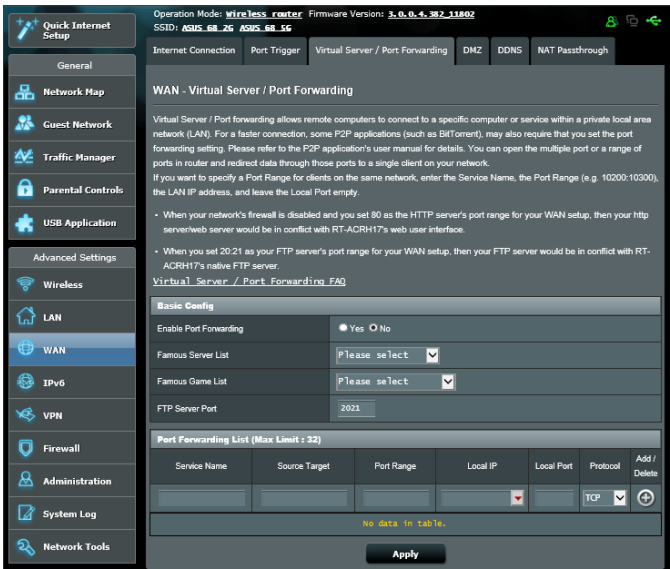 Quick Internet
Setup
Operation Mode: Wireless router Firmware Version: 3.0.0.4.382_11802
SSID: ASUS_68_2G ASUS_68_5G
Internet Connection Port Trigger Virtual Server / Port Forwarding DMZ DDNS NAT Passthrough
General
Network Map
Guest Network
Traffic Manager
Parental Controls
USB Application
Advanced Settings
Wireless
LAN
WAN
IPv6
VPN
Firewall
Administration
System Log
Network Tools
WAN - Virtual Server / Port Forwarding
Virtual Server / Port forwarding allows remote computers to connect to a specific computer or service within a private local area
network (LAN). For a faster connection, some P2P applications (such as BitTorrent), may also require that you set the port
forwarding setting. Please refer to the P2P application's user manual for details. You can open the multiple port or a range of
ports in router and redirect data through those ports to a single client on your network.
If you want to specify a Port Range for clients on the same network, enter the Service Name, the Port Range (e.g. 10200:10300),
the LAN IP address, and leave the Local Port empty.
• When your network's firewall is disabled and you set 80 as the HTTP server's port range for your WAN setup, then your http
server/web server would be in conflict with RT-ACRH17's web user interface.
• When you set 20:21 as your FTP server's port range for your WAN setup, then your FTP server would be in conflict with RT-
ACRH17's native FTP server.
Virtual Server / Port Forwarding FAQ
Basic Config
Enable Port Forwarding Yes No
Famous Server List Please select
Famous Game List Please select
FTP Server Port 2021
Port Forwarding List (Max Limit : 32)
Service Name Source Target Port Range Local IP Local Port Protocol Add /
Delete
TCP
No data in table.
Apply